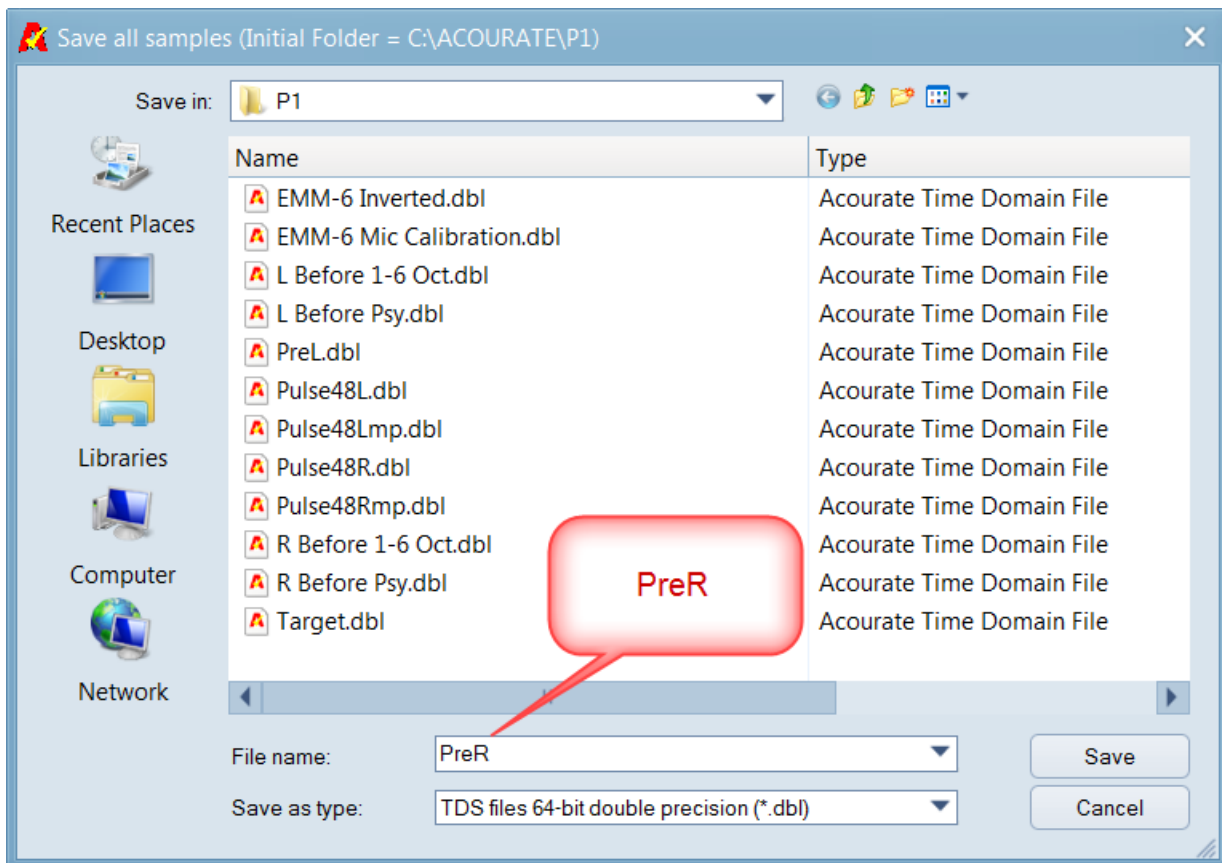 Save all samples (Initial Folder = C:\ACOURATE\P1)
Save in: P1
Recent Places
Desktop
Libraries
Computer
Network
Name Type
EMM-6 Inverted.dbl Acourate Time Domain File
EMM-6 Mic Calibration.dbl Acourate Time Domain File
L Before 1-6 Oct.dbl Acourate Time Domain File
L Before Psy.dbl Acourate Time Domain File
PreL.dbl Acourate Time Domain File
Pulse48L.dbl Acourate Time Domain File
Pulse48Lmp.dbl Acourate Time Domain File
Pulse48R.dbl Acourate Time Domain File
Pulse48Rmp.dbl Acourate Time Domain File
R Before 1-6 Oct.dbl Acourate Time Domain File
R Before Psy.dbl Acourate Time Domain File
Target.dbl Acourate Time Domain File
PreR
File name: PreR Save
Save as type: TDS files 64-bit double precision (*.dbl) Cancel